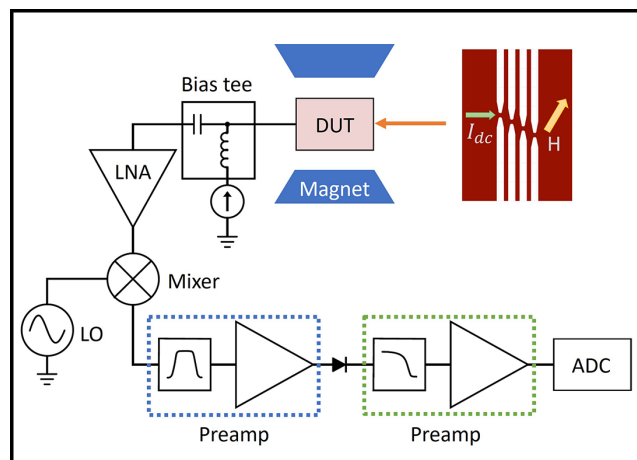 Bias tee
DUT
I_dc
H
LNA
Magnet
Mixer
LO
ADC
Preamp
Preamp